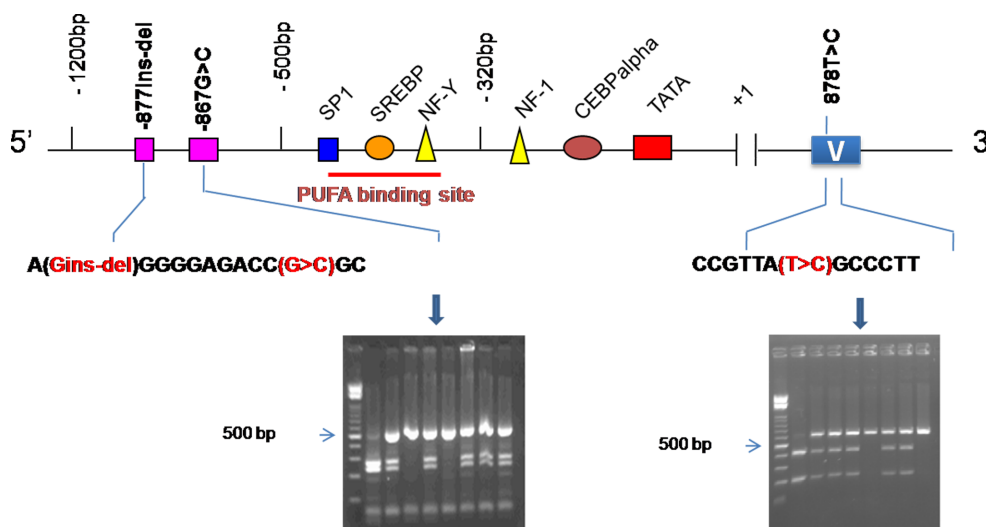 - 1200bp
-877Ins-del
-867G>C
- 500bp
SP1
SREBP
NF-Y
- 320bp
NF-1
CEBPalpha
TATA
+1
878T>C
5’
V
3
PUFA binding site
A{Gins-del}GGGGAGACC(G>C)GC
CCGTTA(T>C)GCCCTT
500 bp
500 bp